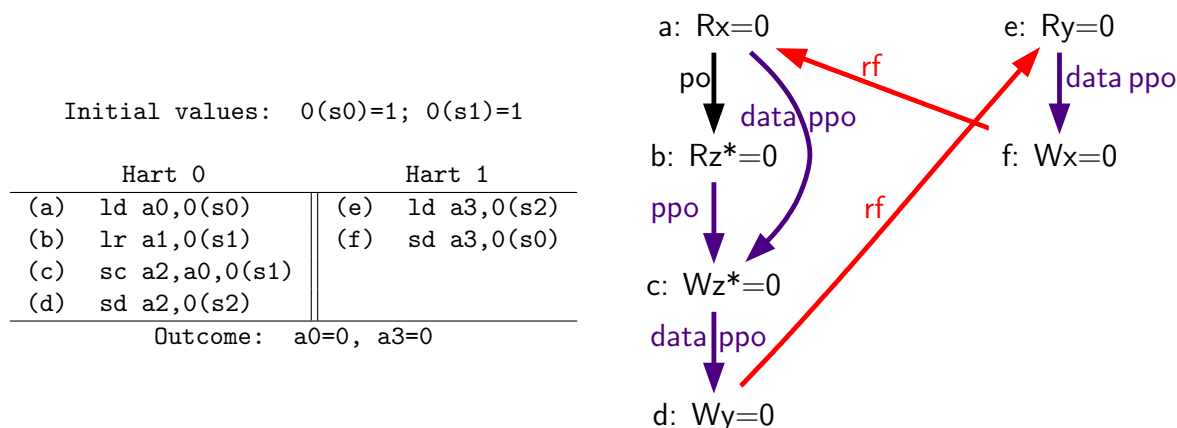 Initial values: 0(s0)=1; 0(s1)=1
Hart 0 Hart 1
(a) ld a0,0(s0) (e) ld a3,0(s2)
(b) lr a1,0(s1) (f) sd a3,0(s0)
(c) sc a2,a0,0(s1)
(d) sd a2,0(s2)
Outcome: a0=0, a3=0
a: Rx=0
e: Ry=0
po
rf
data ppo
data ppo
b: Rz*=0
f: Wx=0
ppo
rf
c: Wz*=0
data ppo
d: Wy=0